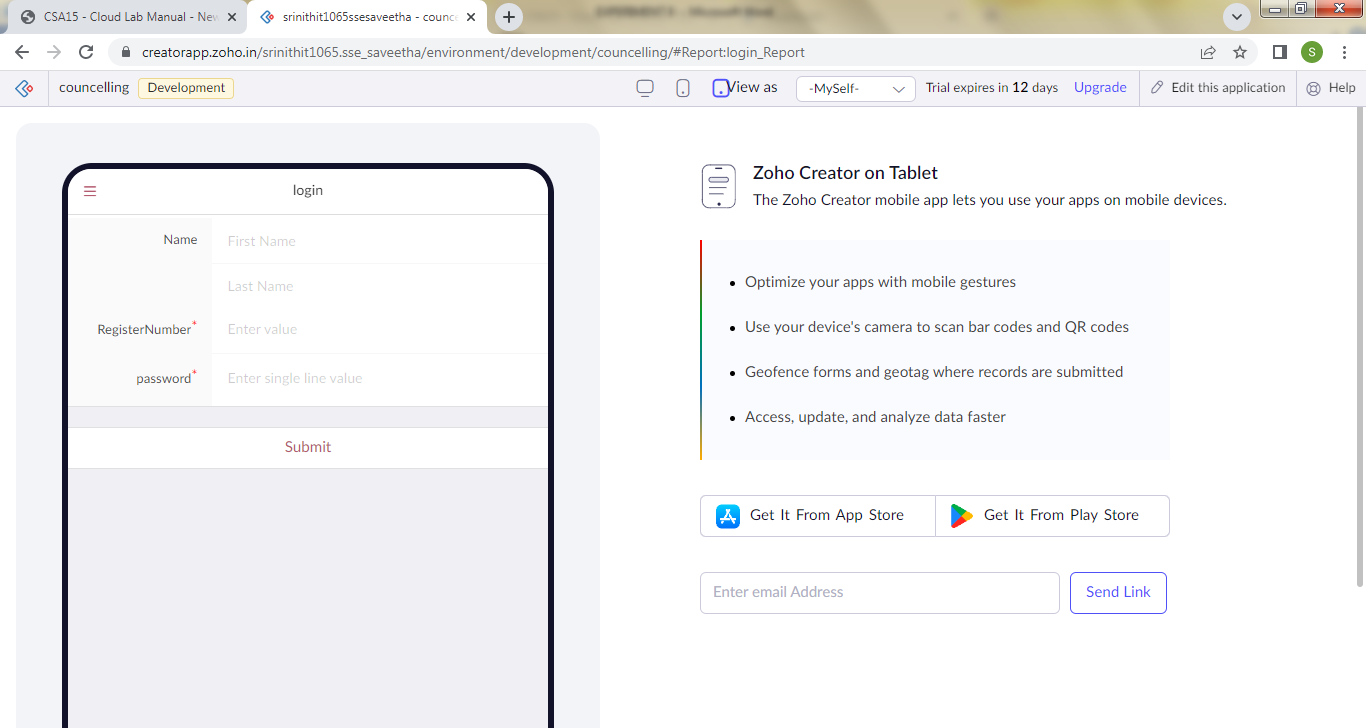 CSA15 - Cloud Lab Manual - New
srinithit1065ssesaveetha - counce
creatorapp.zoho.in/srinithit1065.sse_saveetha/environment/development/councelling/#Report:login_Report
S
councelling Development View as -MySelf- Trial expires in 12 days Upgrade Edit this application Help
login
Name First Name
Last Name
RegisterNumber* Enter value
password* Enter single line value
Submit
Zoho Creator on Tablet
The Zoho Creator mobile app lets you use your apps on mobile devices.
• Optimize your apps with mobile gestures
• Use your device's camera to scan bar codes and QR codes
• Geofence forms and geotag where records are submitted
• Access, update, and analyze data faster
Get It From App Store Get It From Play Store
Enter email Address Send Link